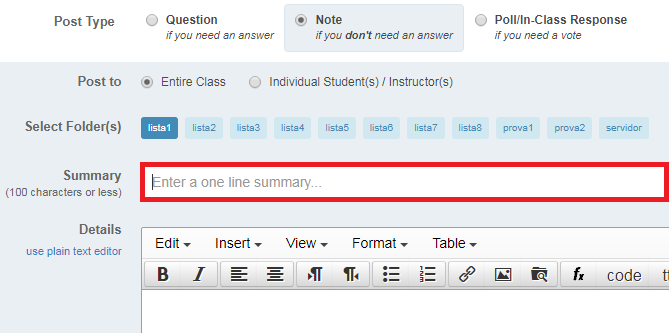 Post Type
Question
if you need an answer
Note
if you don't need an answer
Poll/In-Class Response
if you need a vote
Post to
Entire Class
Individual Student(s) / Instructor(s)
Select Folder(s)
lista1 lista2 lista3 lista4 lista5 lista6 lista7 lista8 prova1 prova2 servidor
Summary
(100 characters or less)
Enter a one line summary...
Details
use plain text editor
Edit Insert View Format Table
B I fx code